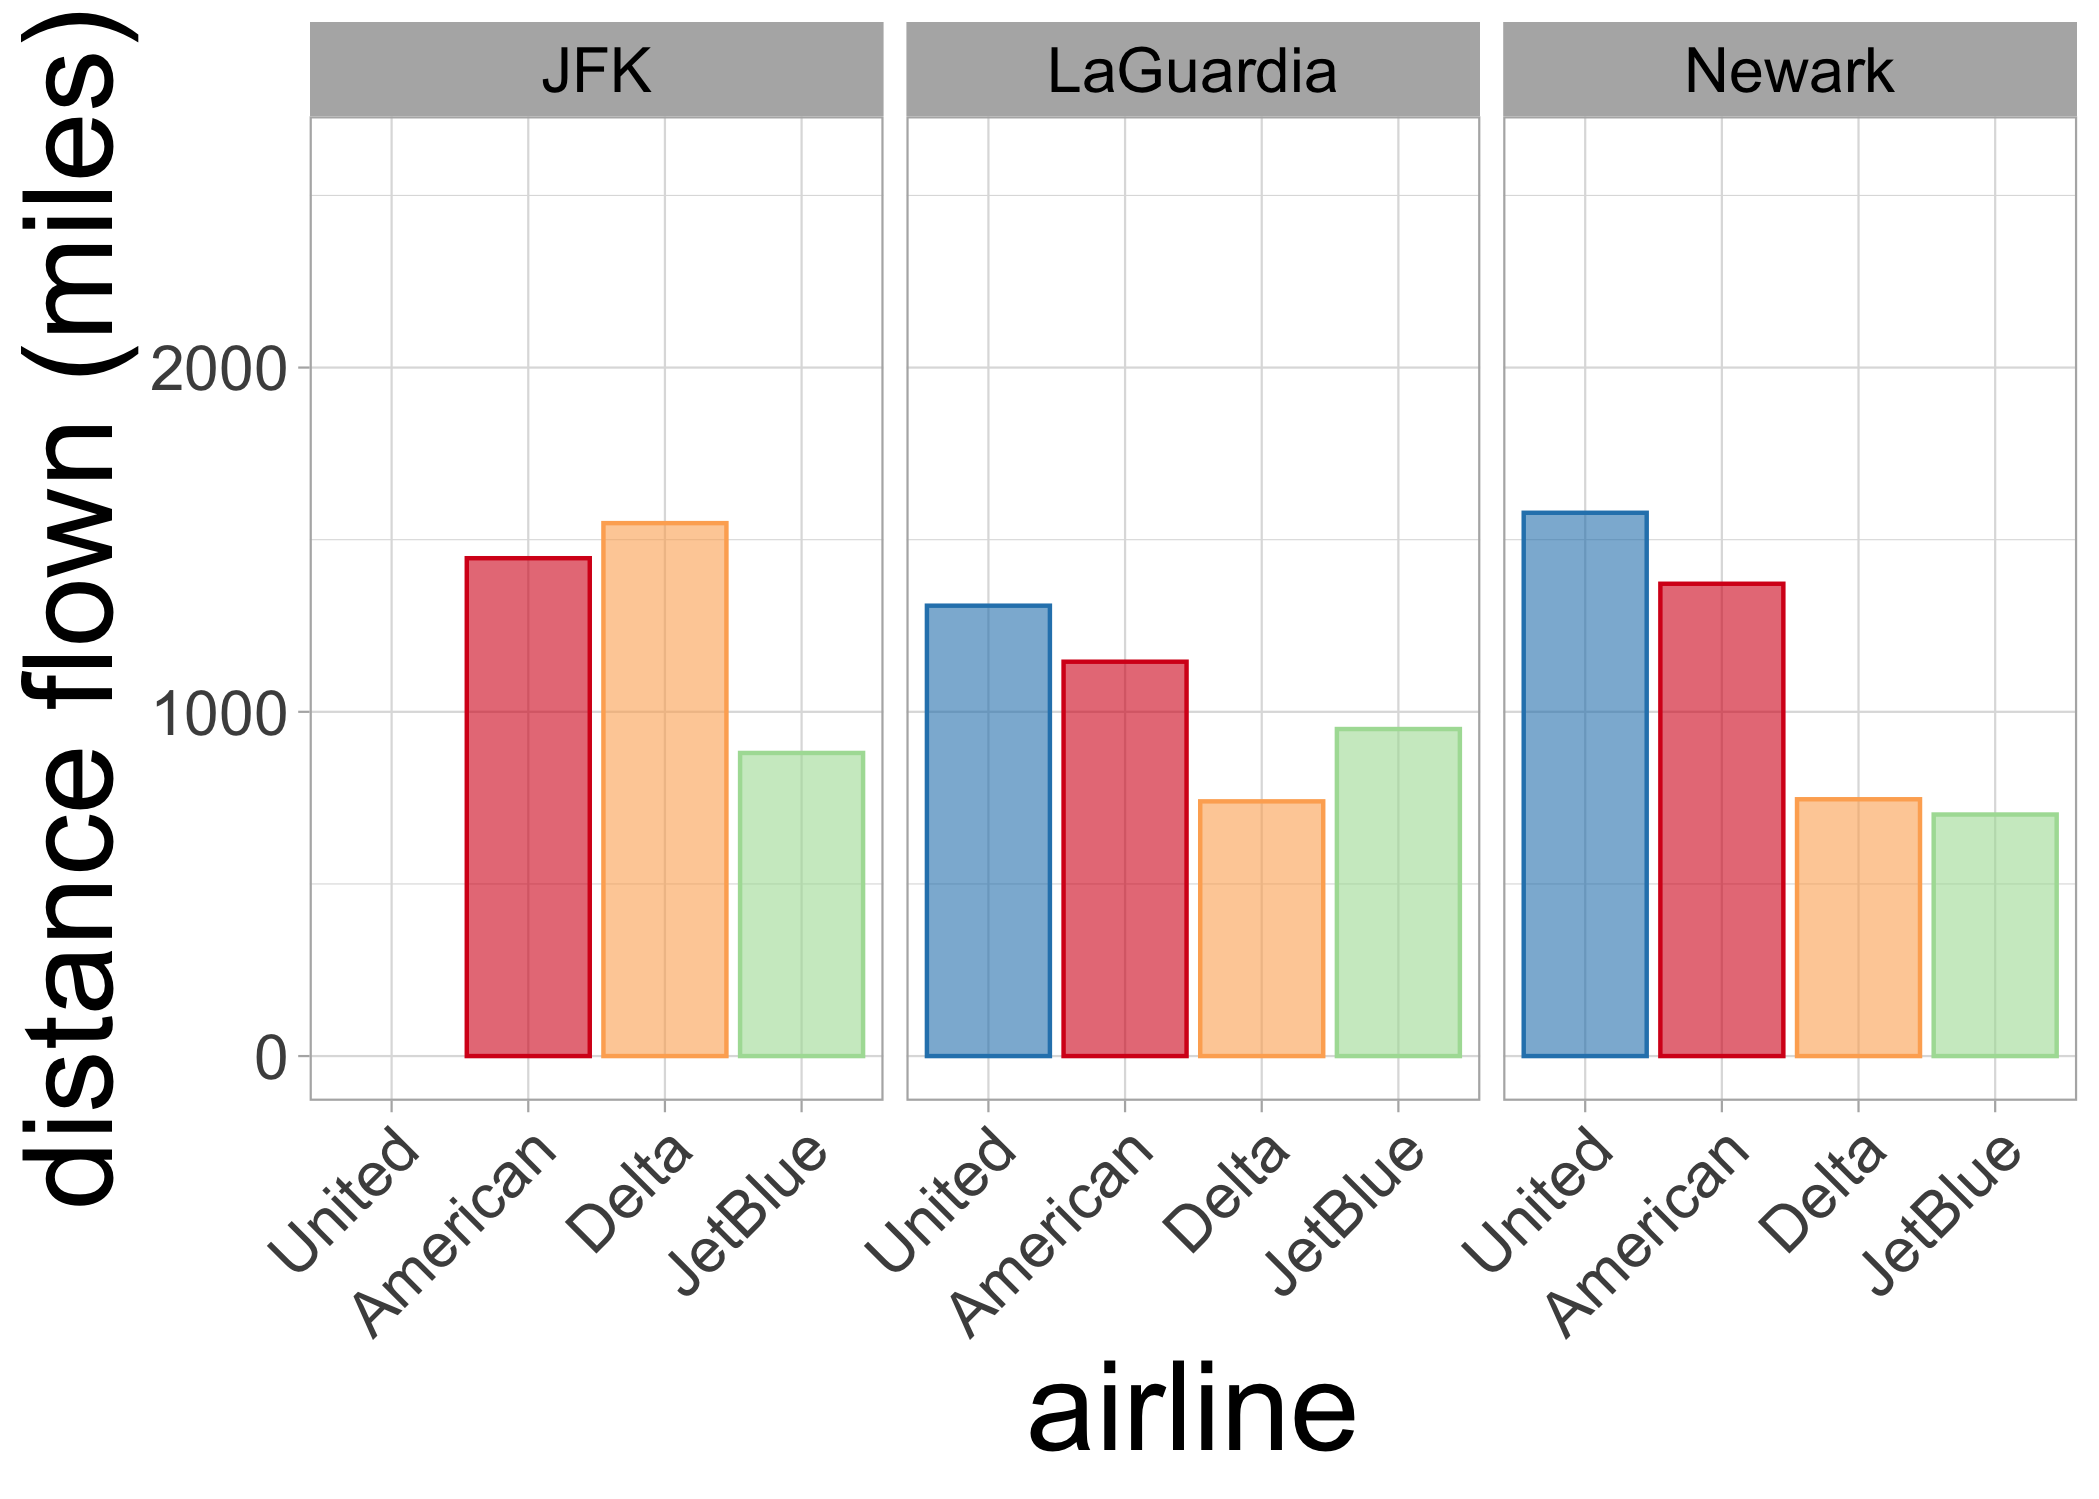 distance flown (miles)
JFK
LaGuardia
Newark
2000
1000
0
United
American
Delta
JetBlue
United
American
Delta
JetBlue
United
American
Delta
JetBlue
airline